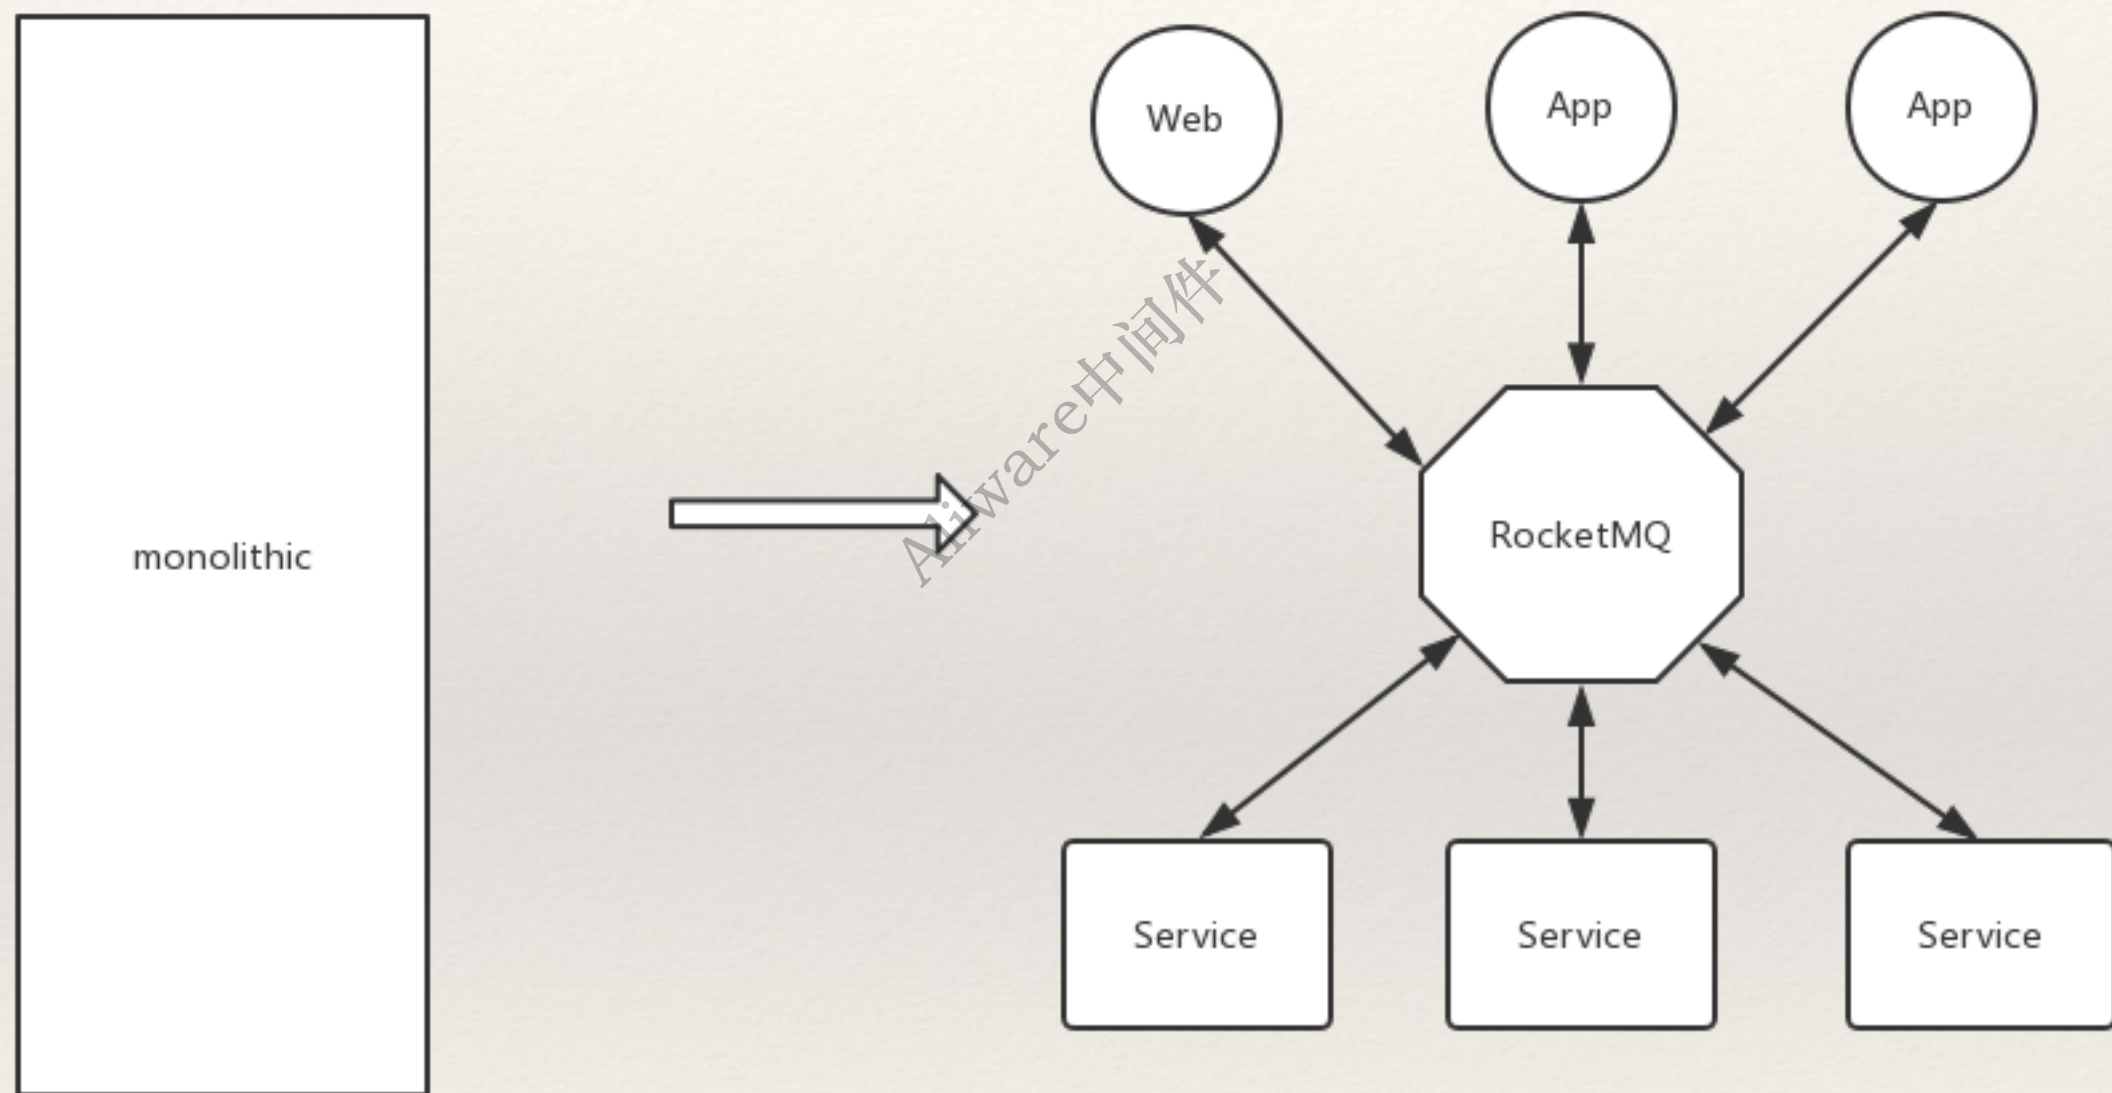 Web
App
App
Aliware中间件
RocketMQ
monolithic
Service
Service
Service